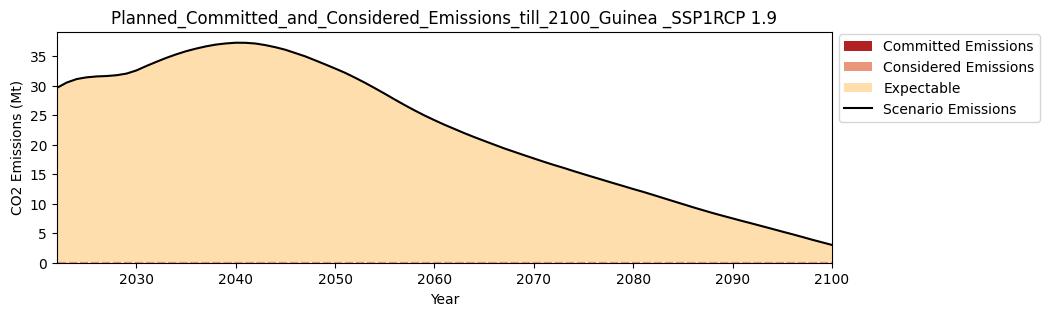 Planned_Committed_and_Considered_Emissions_till_2100_Guinea _SSP1RCP 1.9
CO2 Emissions (Mt)
35
30
25
20
15
10
5
0
2030 2040 2050 2060 2070 2080 2090 2100
Year
Committed Emissions
Considered Emissions
Expectable
Scenario Emissions